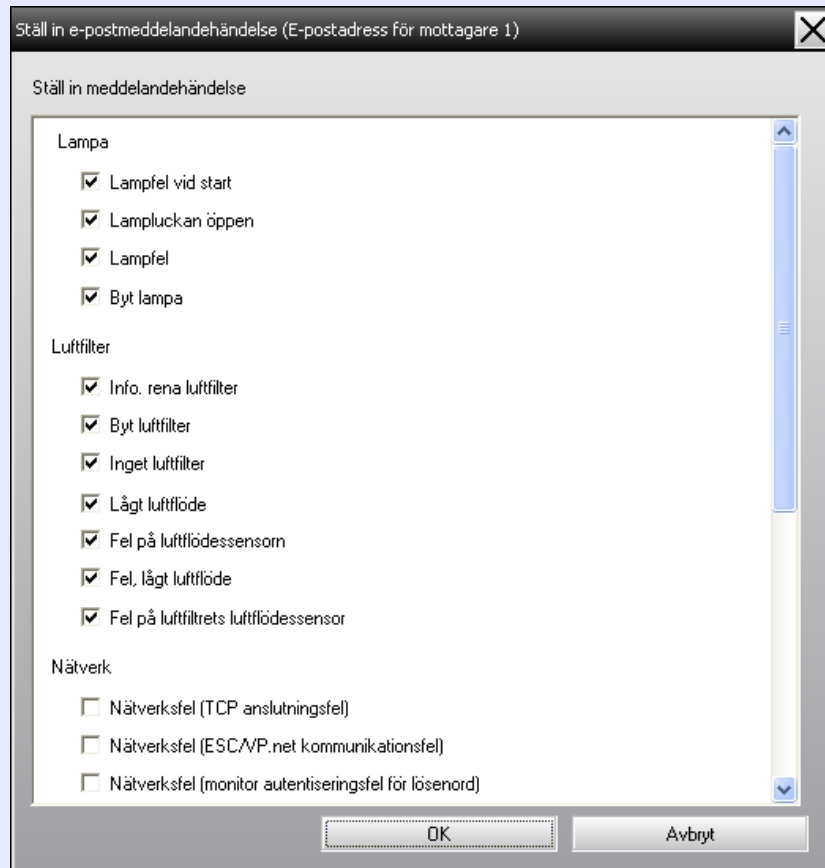 Ställ in e-postmeddelandehändelse (E-postadress för mottagare 1)
Ställ in meddelandehändelse
Lampa
Lampfel vid start
Lampluckan öppen
Lampfel
Byt lampa
Luftfilter
Info. rena luftfilter
Byt luftfilter
Inget luftfilter
Lågt luftflöde
Fel på luftflödessensorn
Fel, lågt luftflöde
Fel på luftfiltrets luftflödessensor
Nätverk
Nätverksfel (TCP anslutningsfel)
Nätverksfel (ESC/VP.net kommunikationsfel)
Nätverksfel (monitor autentiseringsfel för lösenord)
OK
Avbryt